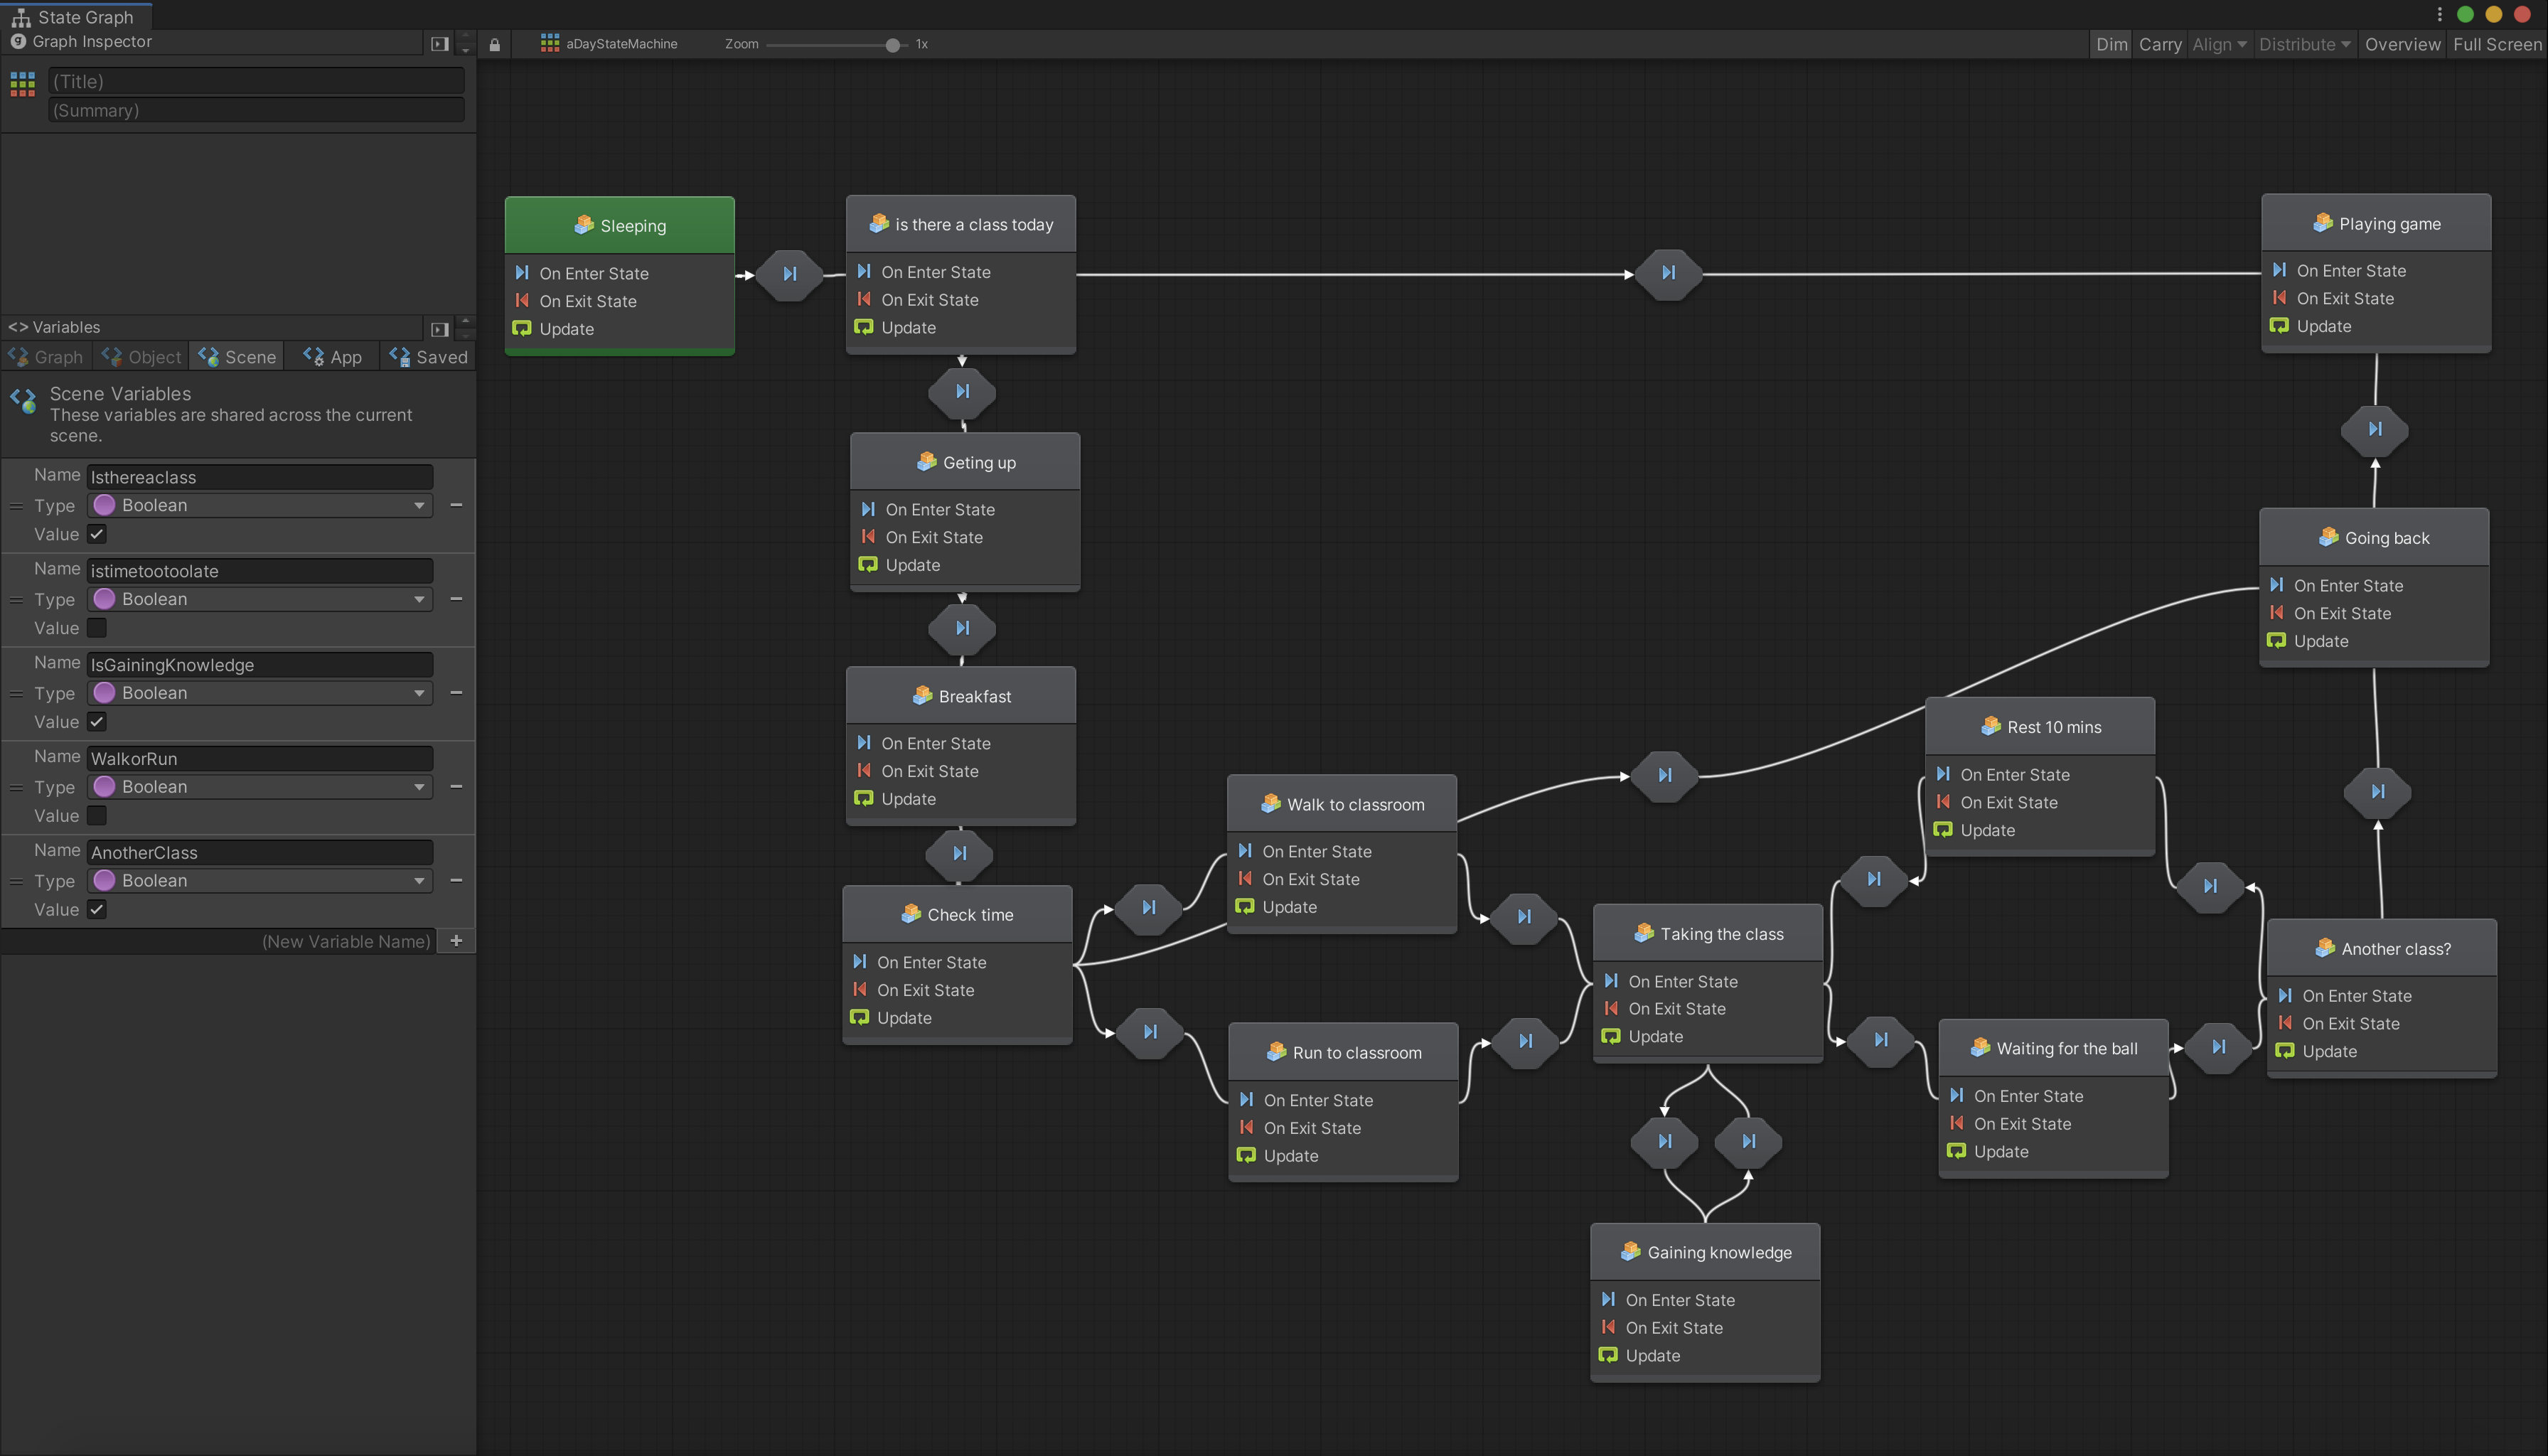 State Graph
Graph Inspector
(Title)
(Summary)
<> Variables
Graph Object Scene App Saved
Scene Variables
These variables are shared across the current
scene.
Name Isthereaclass
Type Boolean
Value
Name istimetootoolate
Type Boolean
Value
Name IsGainingKnowledge
Type Boolean
Value
Name WalkorRun
Type Boolean
Value
Name AnotherClass
Type Boolean
Value
(New Variable Name)
aDayStateMachine Zoom 1x
Dim Carry Align Distribute Overview Full Screen
Sleeping
On Enter State
On Exit State
Update
is there a class today
On Enter State
On Exit State
Update
Playing game
On Enter State
On Exit State
Update
Geting up
On Enter State
On Exit State
Update
Going back
On Enter State
On Exit State
Update
Breakfast
On Enter State
On Exit State
Update
Rest 10 mins
On Enter State
On Exit State
Update
Walk to classroom
On Enter State
On Exit State
Update
Check time
On Enter State
On Exit State
Update
Taking the class
On Enter State
On Exit State
Update
Another class?
On Enter State
On Exit State
Update
Run to classroom
On Enter State
On Exit State
Update
Waiting for the ball
On Enter State
On Exit State
Update
Gaining knowledge
On Enter State
On Exit State
Update